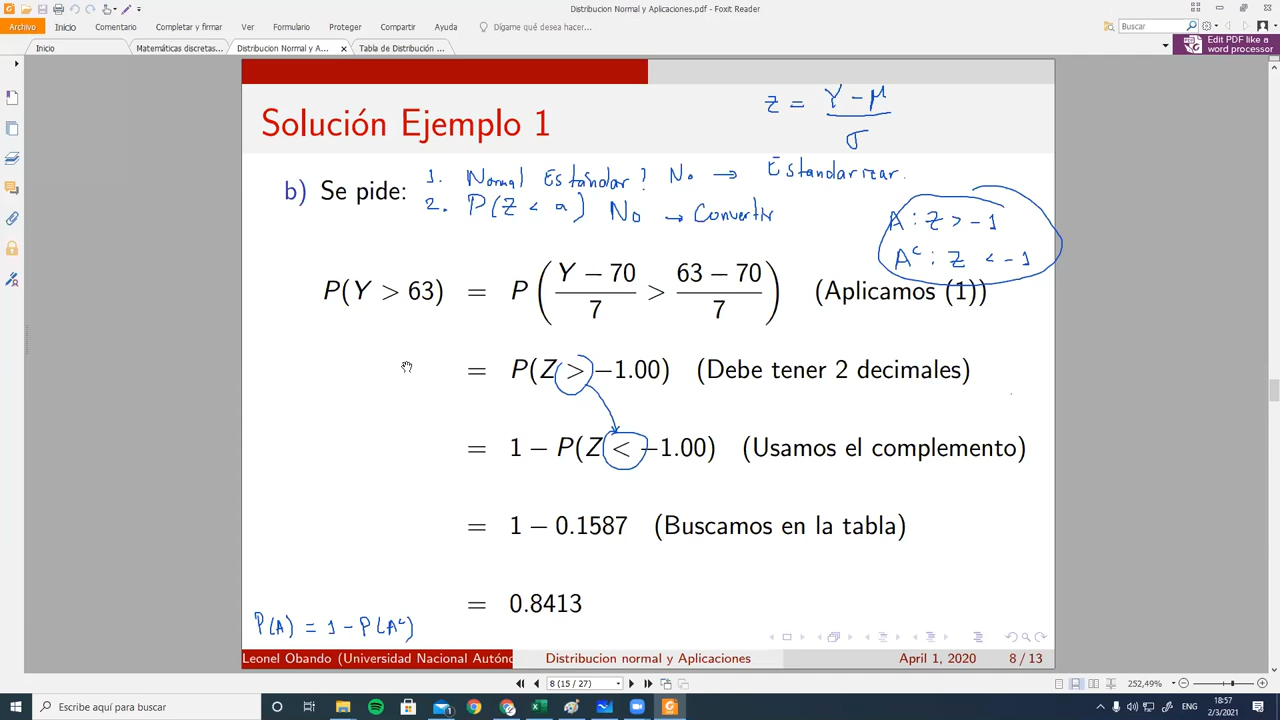 Distribucion Normal y Aplicaciones.pdf - Foxit Reader
Archivo Inicio Comentario Completar y firmar Ver Formulario Proteger Compartir Ayuda Dígame qué desea hacer... Buscar
Edit PDF like a word processor
Inicio Matemáticas discretas... Distribucion Normal y A... Tabla de Distribución ...
Z = Y - μ / σ
Solución Ejemplo 1
1. Normal Estándar? No → Estandarizar.
b) Se pide:
2. P(Z < a) No → Convertir
A : Z > -1
Aᶜ : Z < -1
P(Y > 63) = P( Y − 70 / 7 > 63 − 70 / 7 ) (Aplicamos (1))
= P(Z > −1.00) (Debe tener 2 decimales)
= 1 − P(Z < −1.00) (Usamos el complemento)
= 1 − 0.1587 (Buscamos en la tabla)
= 0.8413
P(A) = 1 - P(Aᶜ)
Leonel Obando (Universidad Nacional Autónc Distribucion normal y Aplicaciones April 1, 2020 8 / 13
8 (15 / 27) 252,49%
Escribe aquí para buscar
18:57
2/3/2021